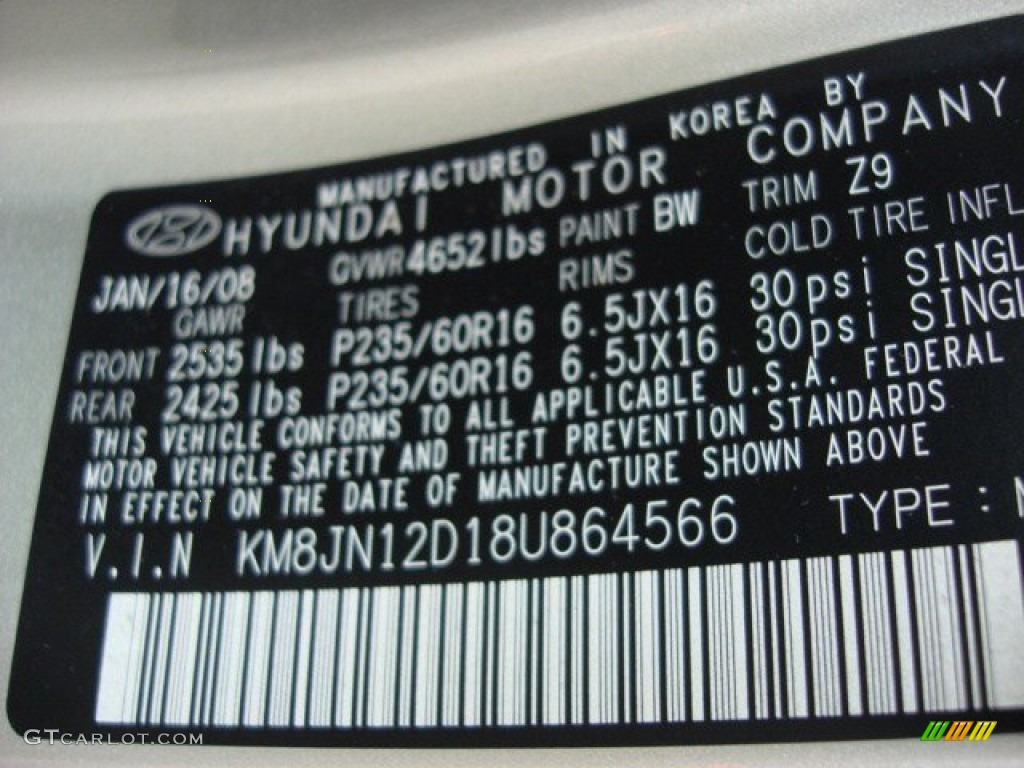 MANUFACTURED IN KOREA BY
HYUNDAI MOTOR COMPANY
JAN/16/08 GVWR 4652 lbs PAINT BW TRIM Z9
GAWR TIRES RIMS COLD TIRE INFL
FRONT 2535 lbs P235/60R16 6.5JX16 30psi SINGL
REAR 2425 lbs P235/60R16 6.5JX16 30psi SINGL
THIS VEHICLE CONFORMS TO ALL APPLICABLE U.S.A. FEDERAL
MOTOR VEHICLE SAFETY AND THEFT PREVENTION STANDARDS
IN EFFECT ON THE DATE OF MANUFACTURE SHOWN ABOVE
V.I.N KM8JN12D18U864566 TYPE :
GTCARLOT.COM